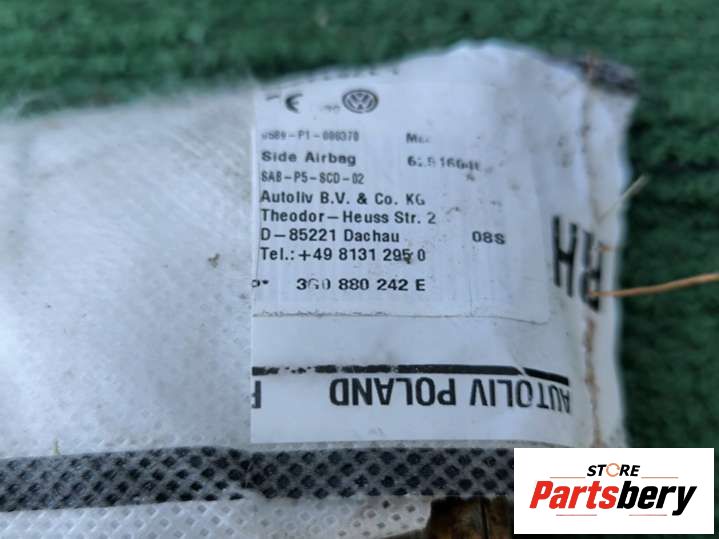 Side Airbag
SAB-P5-SCD-02
Autoliv B.V. & Co. KG
Theodor-Heuss Str. 2
D-85221 Dachau 08S
Tel.: +49 8131 295 0
3G0 880 242 E
RH
AUTOLIV POLAND
STORE
Partsbery